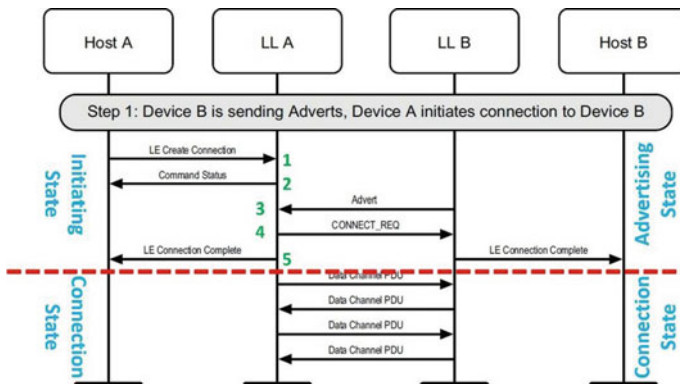 Host A
LL A
LL B
Host B
Step 1: Device B is sending Adverts, Device A initiates connection to Device B
Initiating
State
Advertising
State
LE Create Connection
1
Command Status
2
Advert
3
CONNECT_REQ
4
LE Connection Complete
5
LE Connection Complete
Connection
State
Connection
State
Data Channel PDU
Data Channel PDU
Data Channel PDU
Data Channel PDU